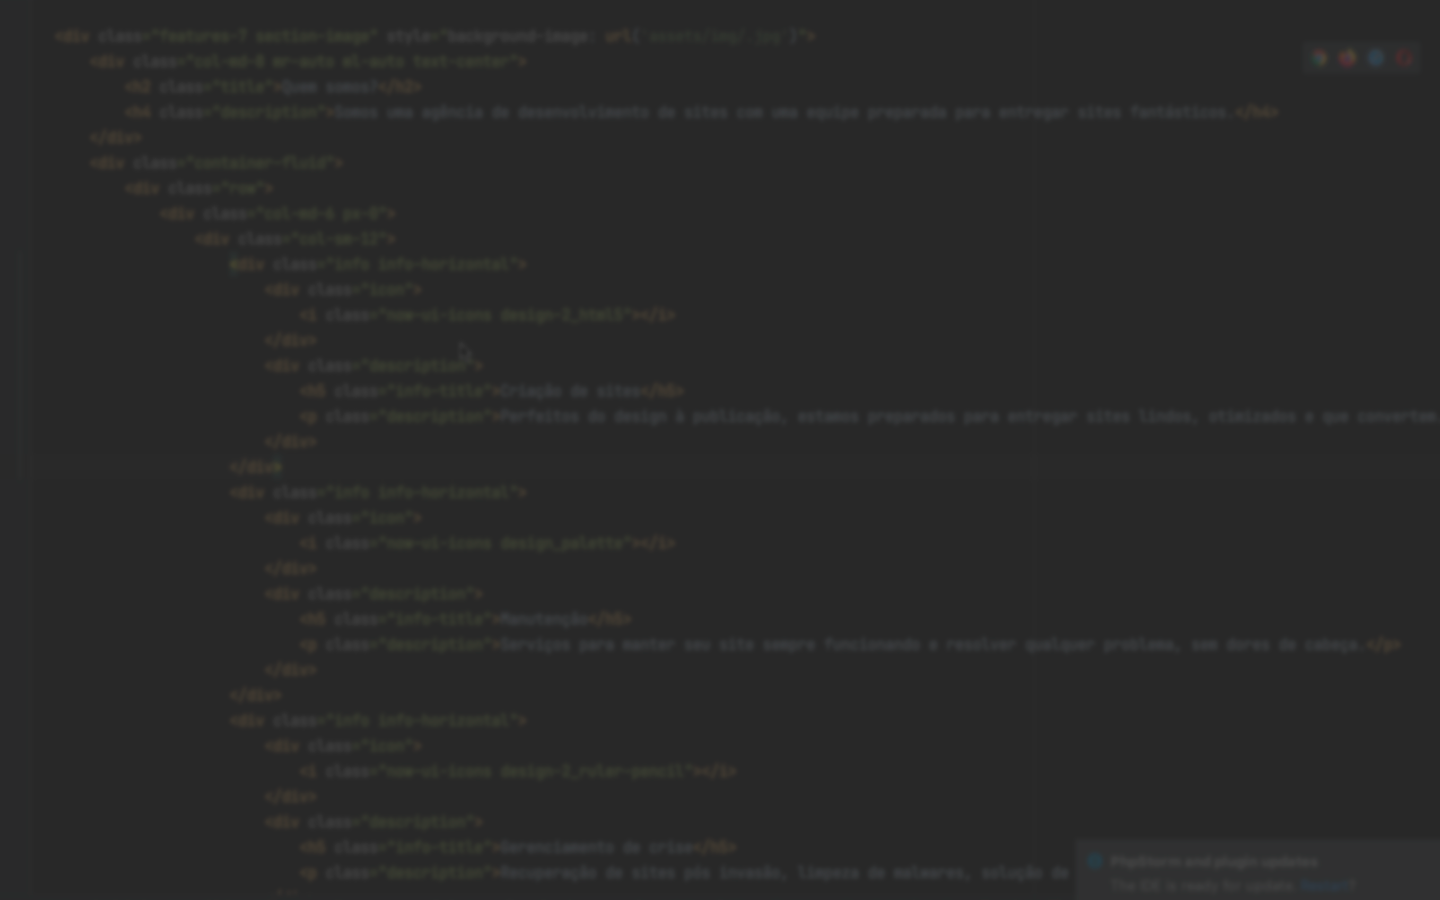 <div class="features-7 section-image" style="background-image: url('assets/img/.jpg')">
<div class="col-md-8 mr-auto ml-auto text-center">
<h2 class="title">Quem somos?</h2>
<h4 class="description">Somos uma agência de desenvolvimento de sites com uma equipe preparada para entregar sites fantásticos.</h4>
</div>
<div class="container-fluid">
<div class="row">
<div class="col-md-6 px-0">
<div class="col-sm-12">
<div class="info info-horizontal">
<div class="icon">
<i class="now-ui-icons design-2_html5"></i>
</div>
<div class="description">
<h5 class="info-title">Criação de sites</h5>
<p class="description">Perfeitos do design à publicação, estamos preparados para entregar sites lindos, otimizados e que convertem
</div>
</div>
<div class="info info-horizontal">
<div class="icon">
<i class="now-ui-icons design_palette"></i>
</div>
<div class="description">
<h5 class="info-title">Manutenção</h5>
<p class="description">Serviços para manter seu site sempre funcionando e resolver qualquer problema, sem dores de cabeça.</p>
</div>
</div>
<div class="info info-horizontal">
<div class="icon">
<i class="now-ui-icons design-2_ruler-pencil"></i>
</div>
<div class="description">
<h5 class="info-title">Gerenciamento de crise</h5>
<p class="description">Recuperação de sites pós invasão, limpeza de malwares, solução de
PhpStorm and plugin updates
The IDE is ready for update.